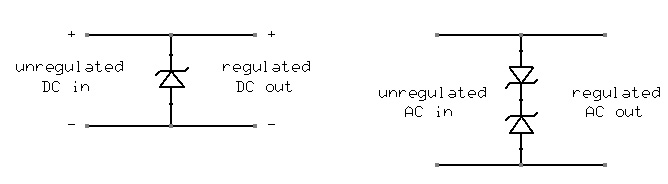 + +
unregulated regulated
DC in DC out
- -
unregulated regulated
AC in AC out